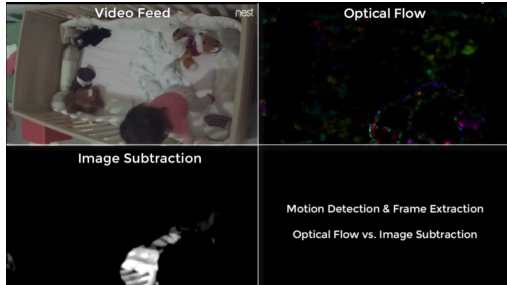 Video Feed
nest
Optical Flow
Image Subtraction
Motion Detection & Frame Extraction
Optical Flow vs. Image Subtraction